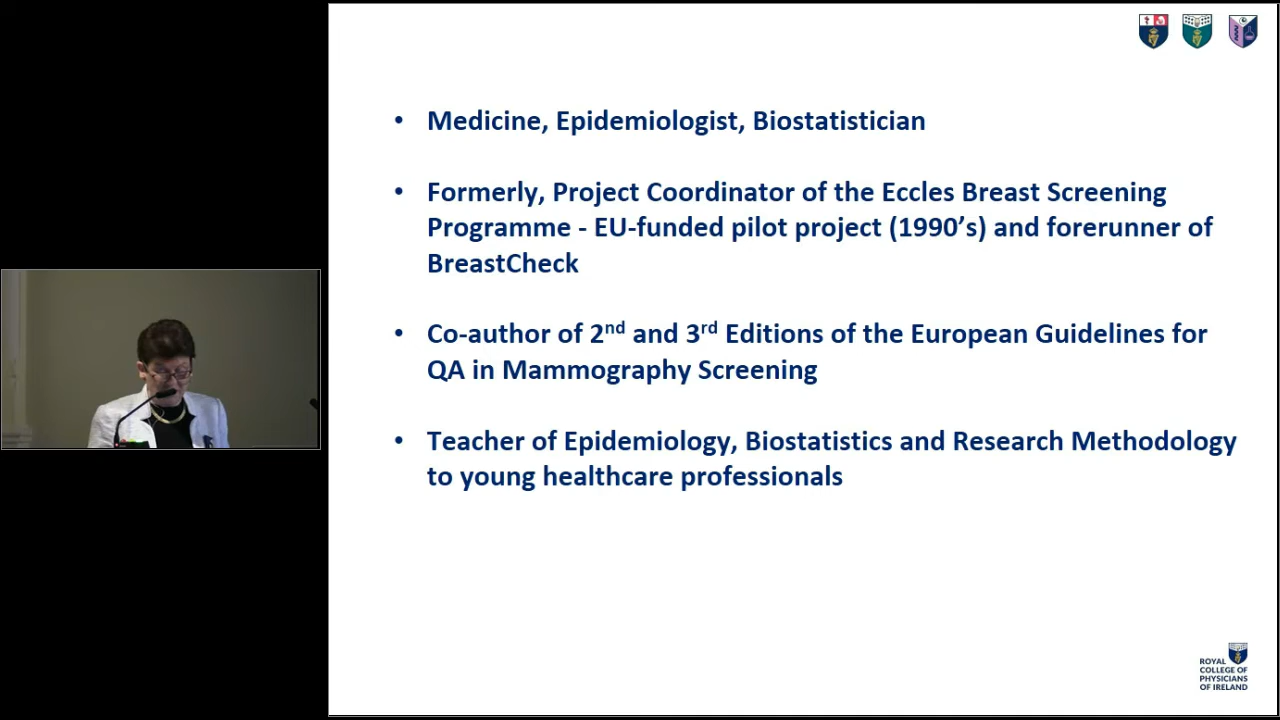 • Medicine, Epidemiologist, Biostatistician
• Formerly, Project Coordinator of the Eccles Breast Screening
Programme - EU-funded pilot project (1990’s) and forerunner of
BreastCheck
• Co-author of 2nd and 3rd Editions of the European Guidelines for
QA in Mammography Screening
• Teacher of Epidemiology, Biostatistics and Research Methodology
to young healthcare professionals
ROYAL
COLLEGE OF
PHYSICIANS
OF IRELAND